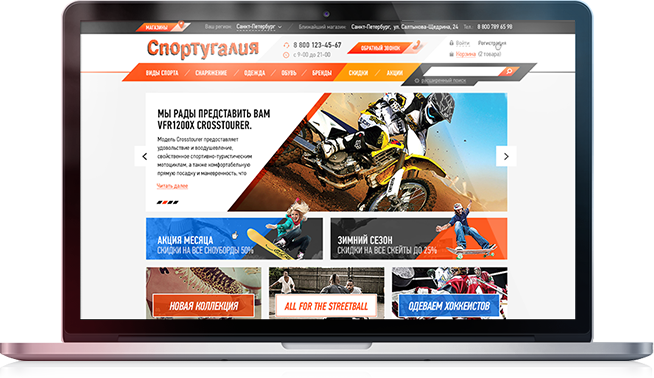 МАГАЗИНЫ Ваш регион: Санкт-Петербург Ближайший магазин: Санкт-Петербург, ул. Салтыкова-Щедрина, 24 Тел.: 8 800 789 65 98
Спортугалия
8 800 123-45-67
с 9-00 до 21-00
ОБРАТНЫЙ ЗВОНОК
Войти Регистрация
Корзина (2 товара)
ВИДЫ СПОРТА СНАРЯЖЕНИЕ ОДЕЖДА ОБУВЬ БРЕНДЫ СКИДКИ АКЦИИ
расширенный поиск
МЫ РАДЫ ПРЕДСТАВИТЬ ВАМ
VFR1200X CROSSTOURER.
Модель Crosstourer предоставляет
удовольствие и воодушевление,
свойственное спортивно-туристическим
мотоциклам, а также комфортабельную
прямую посадку и маневренность, что
Читать далее
АКЦИЯ МЕСЯЦА
СКИДКИ НА ВСЕ СНОУБОРДЫ 50%
ЗИМНИЙ СЕЗОН
СКИДКИ НА ВСЕ СКЕЙТЫ ДО 25%
НОВАЯ КОЛЛЕКЦИЯ
ALL FOR THE STREETBALL
ОДЕВАЕМ ХОККЕИСТОВ